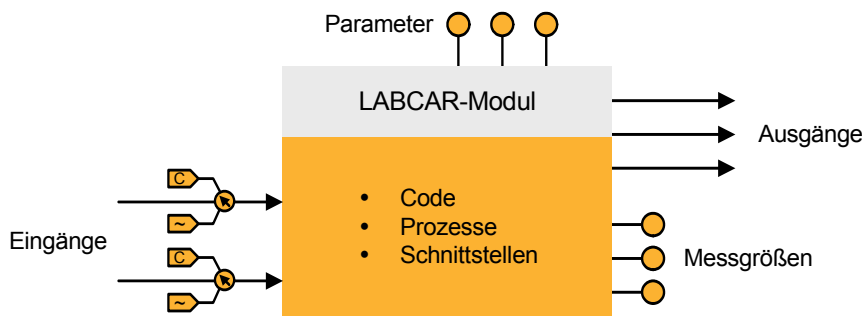 Parameter
LABCAR-Modul
Ausgänge
C
~
Eingänge
C
~
• Code
• Prozesse
• Schnittstellen
Messgrößen